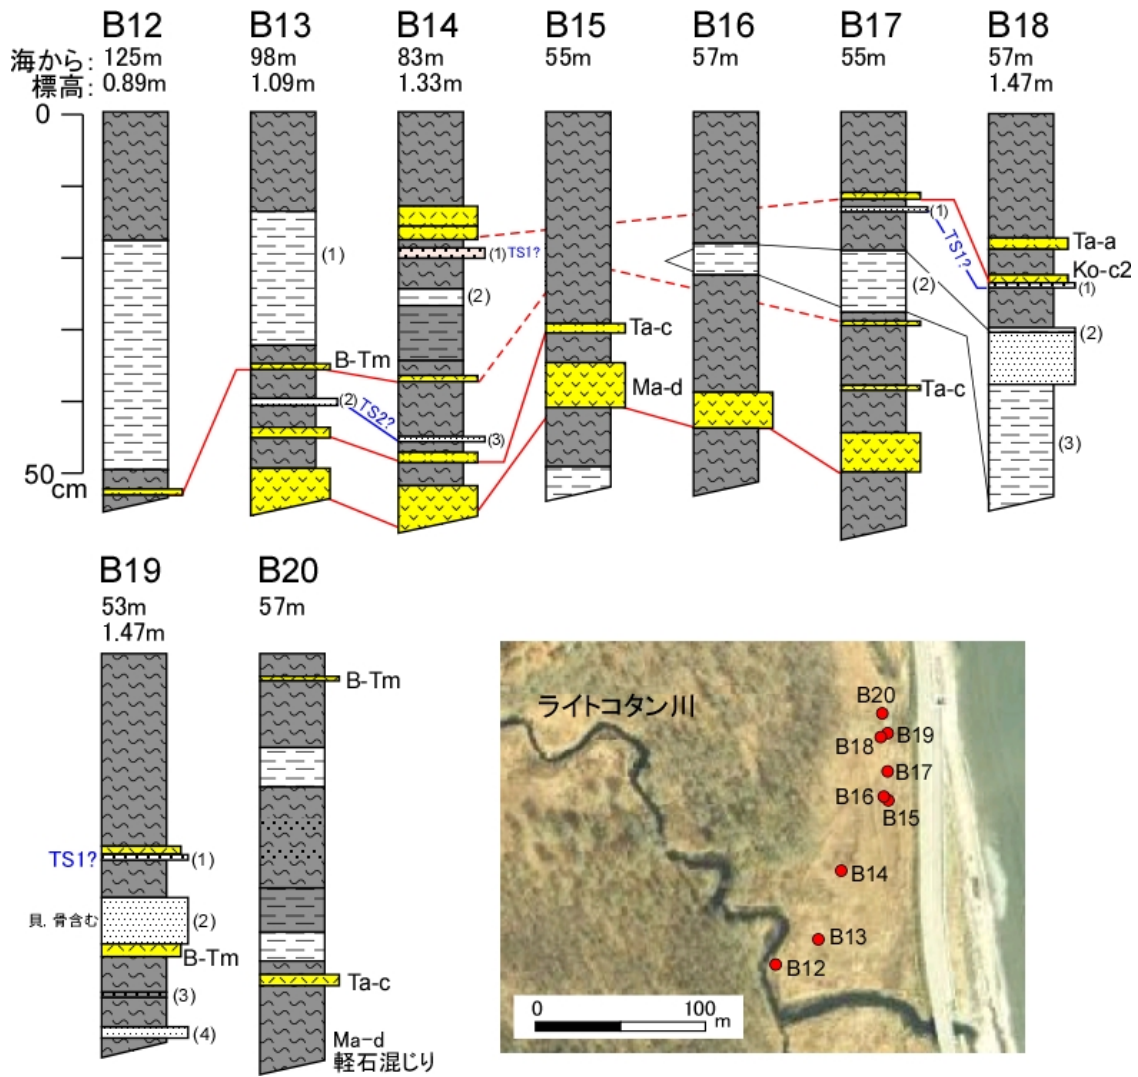 B12 B13 B14 B15 B16 B17 B18
海から: 125m 98m 83m 55m 57m 55m 57m
標高: 0.89m 1.09m 1.33m 1.47m
0
50
cm
(1)
B-Tm
(2)
TS2?
(1)
TS1?
(2)
(3)
Ta-c
Ma-d
(1)
TS1?
(2)
Ta-c
Ta-a
Ko-c2
(1)
(2)
(3)
B19
53m
1.47m
TS1?
(1)
貝, 骨含む
(2)
B-Tm
(3)
(4)
B20
57m
B-Tm
Ta-c
Ma-d
軽石混じり
ライトコタン川
B20
B19
B18
B17
B16
B15
B14
B13
B12
0 100
m